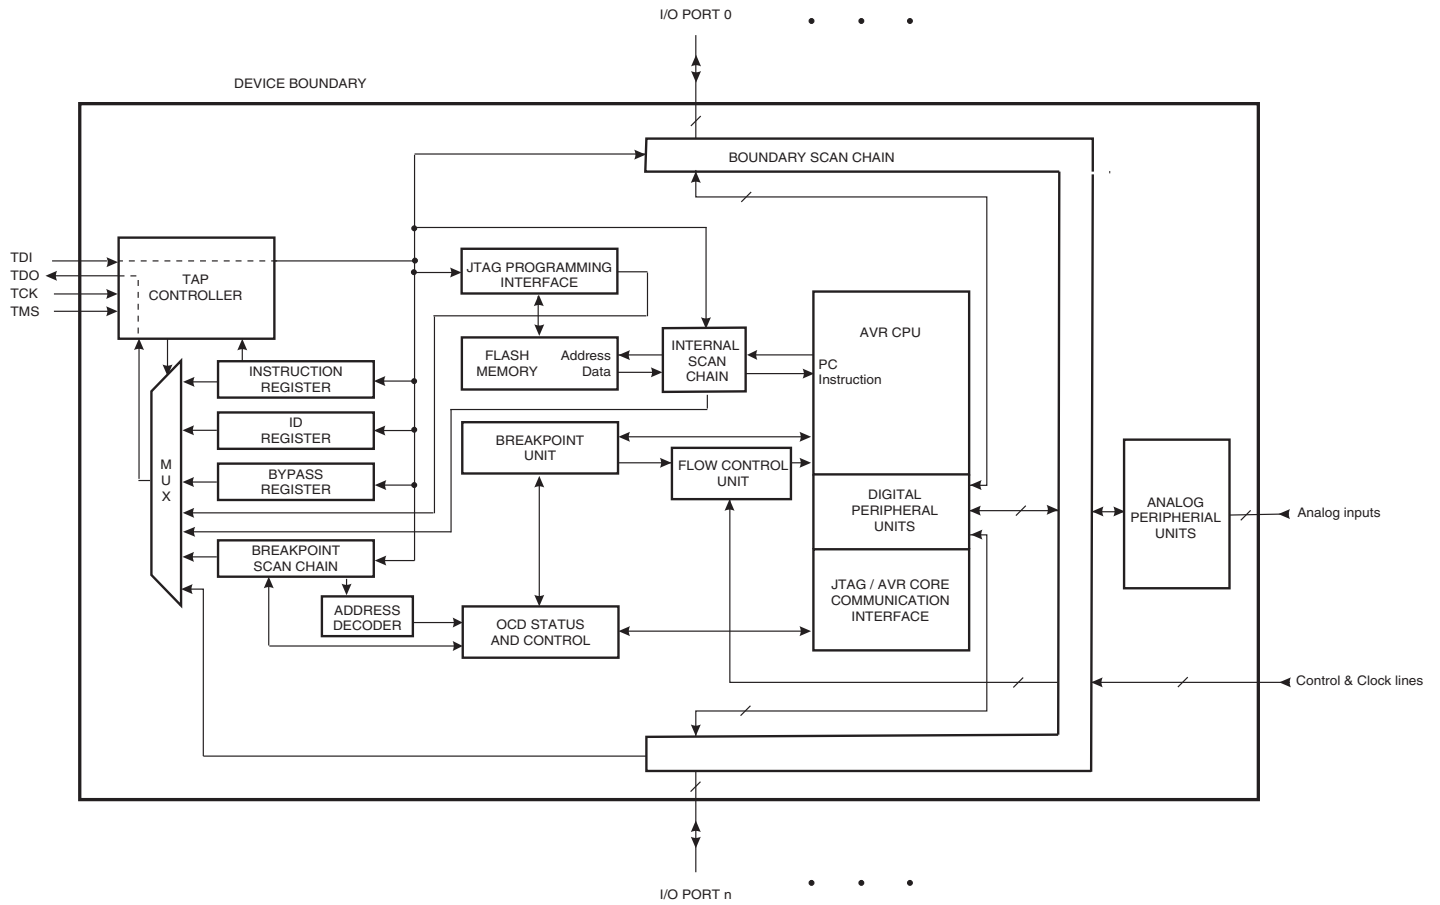 I/O PORT 0
DEVICE BOUNDARY
BOUNDARY SCAN CHAIN
TDI
TDO
TCK
TMS
TAP
CONTROLLER
JTAG PROGRAMMING
INTERFACE
AVR CPU
FLASH
MEMORY
Address
Data
INTERNAL
SCAN
CHAIN
PC
Instruction
INSTRUCTION
REGISTER
ID
REGISTER
M
U
X
BYPASS
REGISTER
BREAKPOINT
UNIT
FLOW CONTROL
UNIT
DIGITAL
PERIPHERAL
UNITS
ANALOG
PERIPHERIAL
UNITS
Analog inputs
BREAKPOINT
SCAN CHAIN
ADDRESS
DECODER
OCD STATUS
AND CONTROL
JTAG / AVR CORE
COMMUNICATION
INTERFACE
Control & Clock lines
I/O PORT n